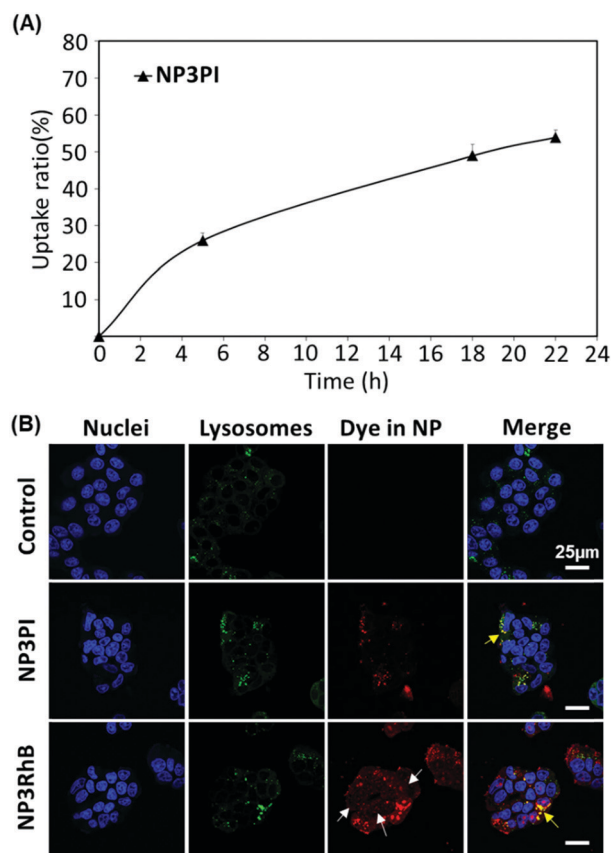 (A)
80
70
60
50
40
30
20
10
Uptake ratio(%)
NP3PI
0 2 4 6 8 10 12 14 16 18 20 22 24
Time (h)
(B)
Nuclei Lysosomes Dye in NP Merge
Control
25μm
NP3PI
NP3RhB